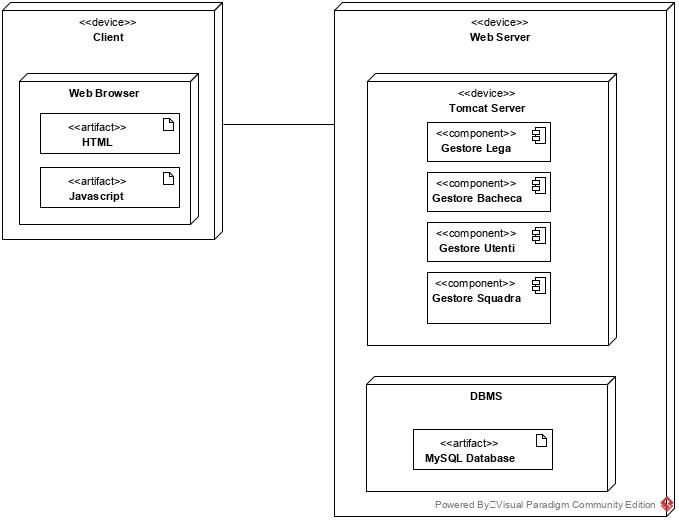 <<device>>
Client
Web Browser
<<artifact>>
HTML
<<artifact>>
Javascript
<<device>>
Web Server
<<device>>
Tomcat Server
<<component>>
Gestore Lega
<<component>>
Gestore Bacheca
<<component>>
Gestore Utenti
<<component>>
Gestore Squadra
DBMS
<<artifact>>
MySQL Database
Powered By Visual Paradigm Community Edition